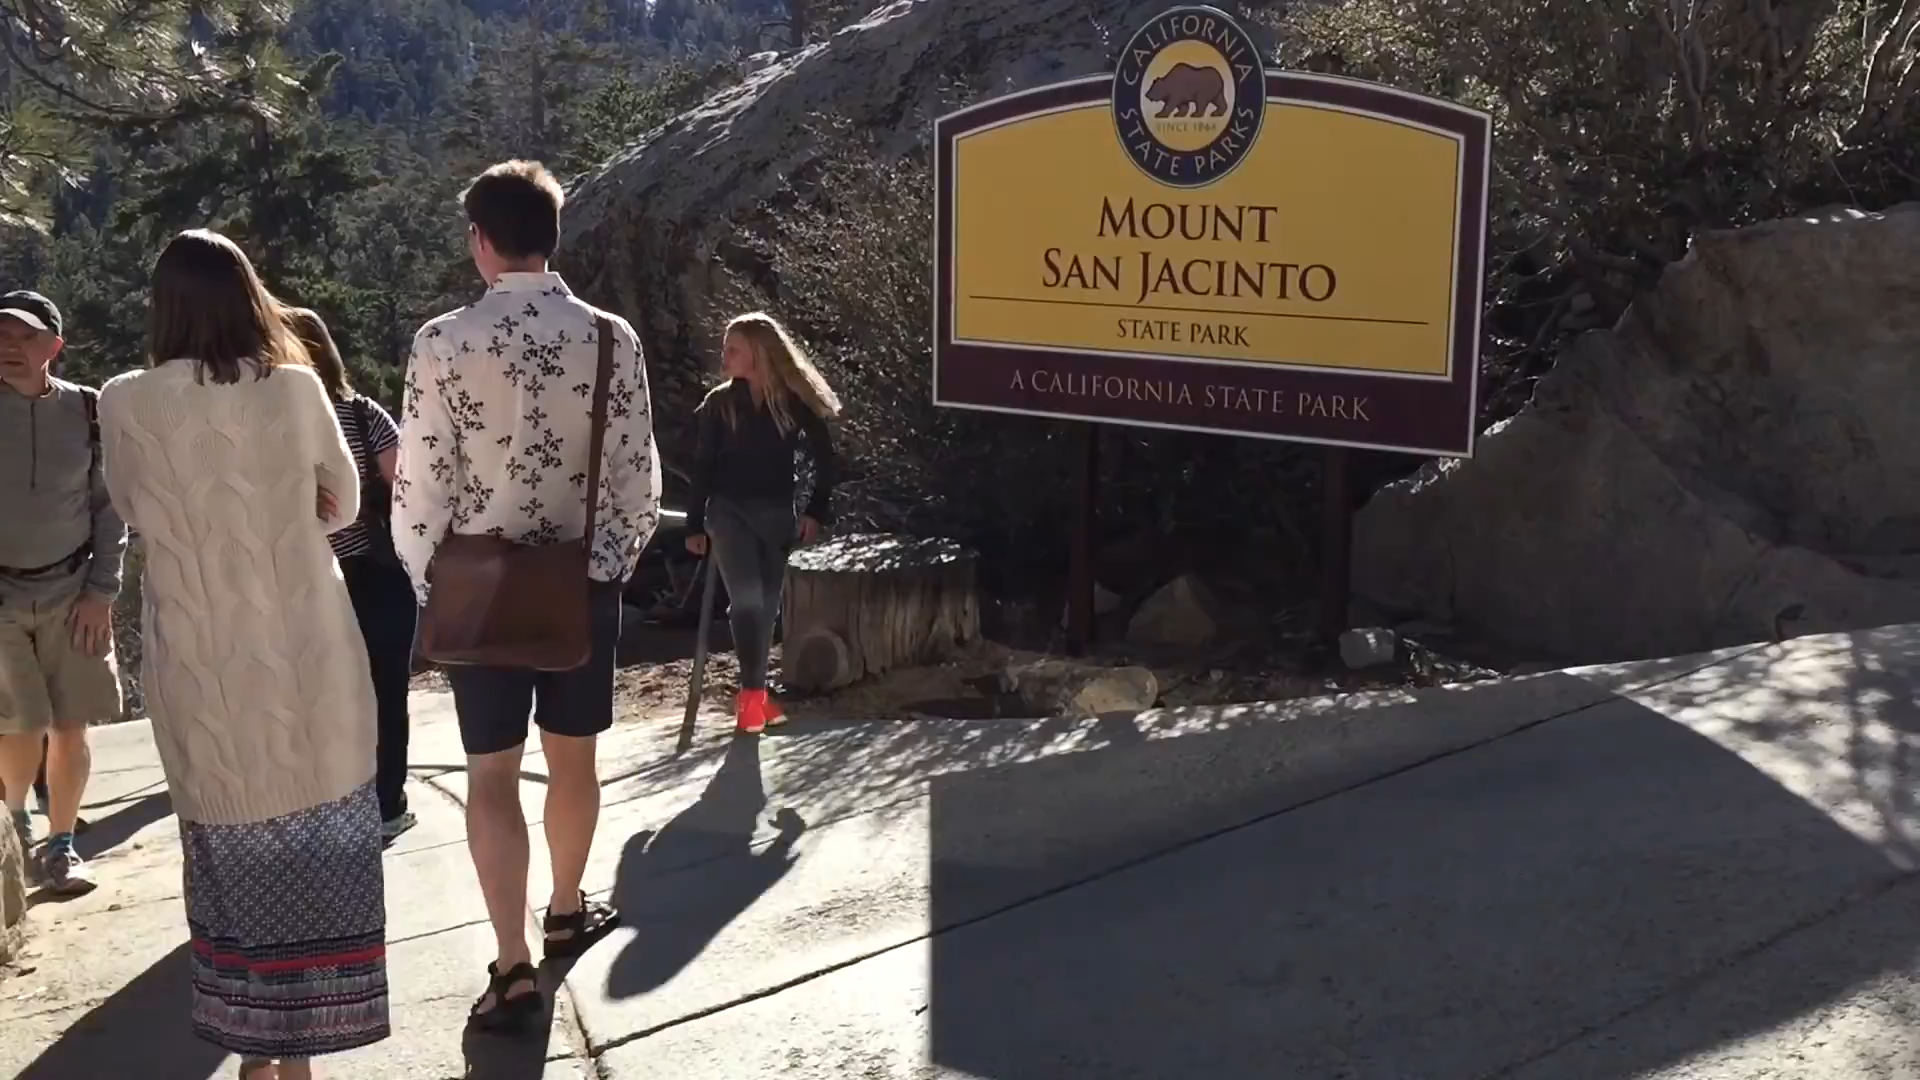 CALIFORNIA
SINCE 1864
STATE PARKS
MOUNT
SAN JACINTO
STATE PARK
A CALIFORNIA STATE PARK